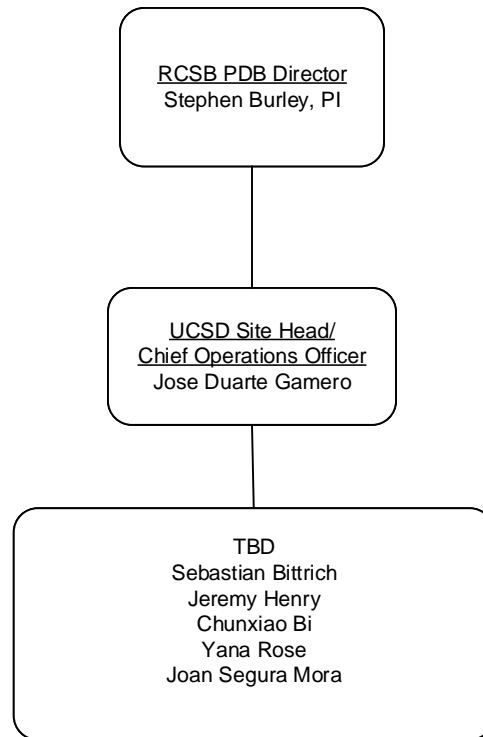 RCSB PDB Director
Stephen Burley, PI
UCSD Site Head/
Chief Operations Officer
Jose Duarte Gamero
TBD
Sebastian Bittrich
Jeremy Henry
Chunxiao Bi
Yana Rose
Joan Segura Mora